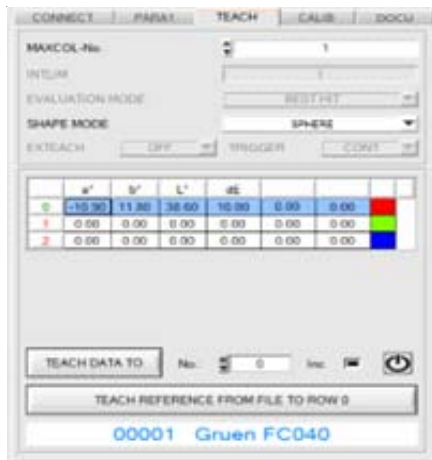 CONNECT PARA1 TEACH CALIB DOCU
MAXCOL-No. 1
INTLIM 1
EVALUATION MODE BEST HIT
SHAPE MODE SPHERE
EXTEACH OFF TRIGGER CONT
a* b* L* dE
0 -10.90 11.80 38.60 10.00 0.00 0.00
1 0.00 0.00 0.00 0.00 0.00 0.00
2 0.00 0.00 0.00 0.00 0.00 0.00
TEACH DATA TO No.: 0 Inc.
TEACH REFERENCE FROM FILE TO ROW 0
00001 Gruen FC040